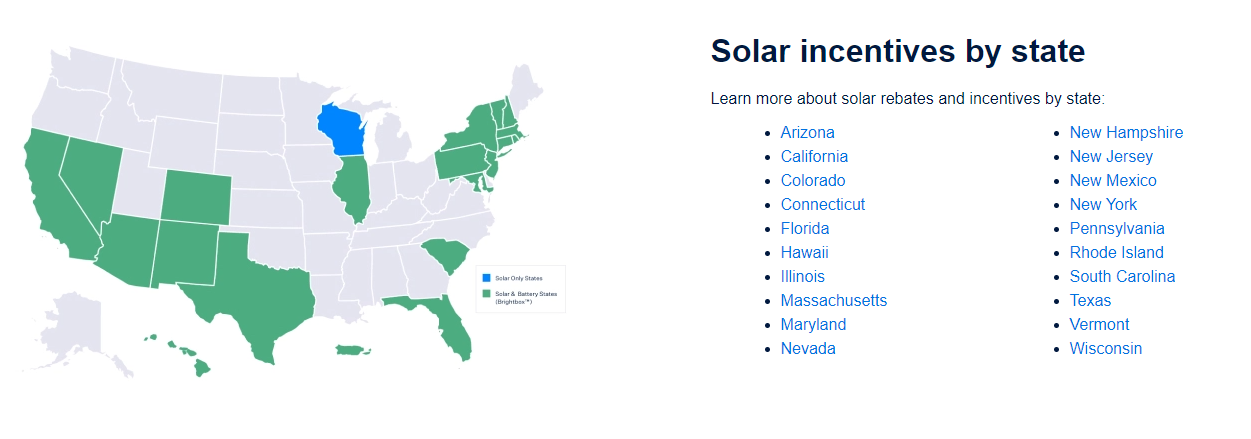 Solar incentives by state
Learn more about solar rebates and incentives by state:
Arizona
California
Colorado
Connecticut
Florida
Hawaii
Illinois
Massachusetts
Maryland
Nevada
New Hampshire
New Jersey
New Mexico
New York
Pennsylvania
Rhode Island
South Carolina
Texas
Vermont
Wisconsin
Solar Only States
Solar & Battery States
(Brightbox™)